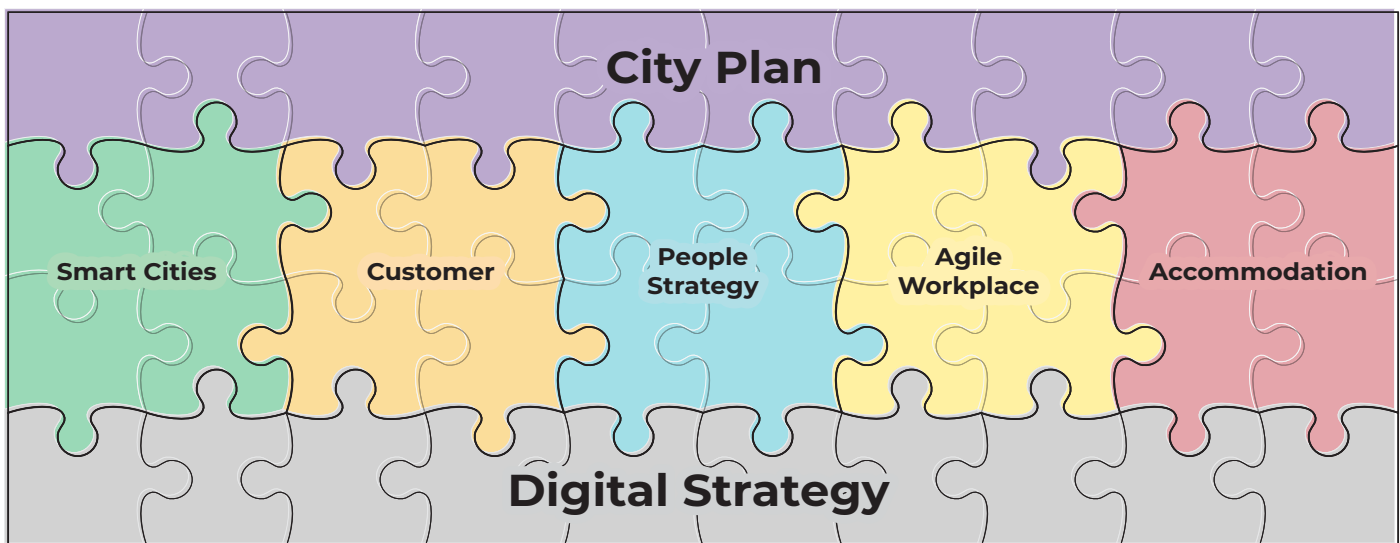 City Plan
Smart Cities
Customer
People
Strategy
Agile
Workplace
Accommodation
Digital Strategy